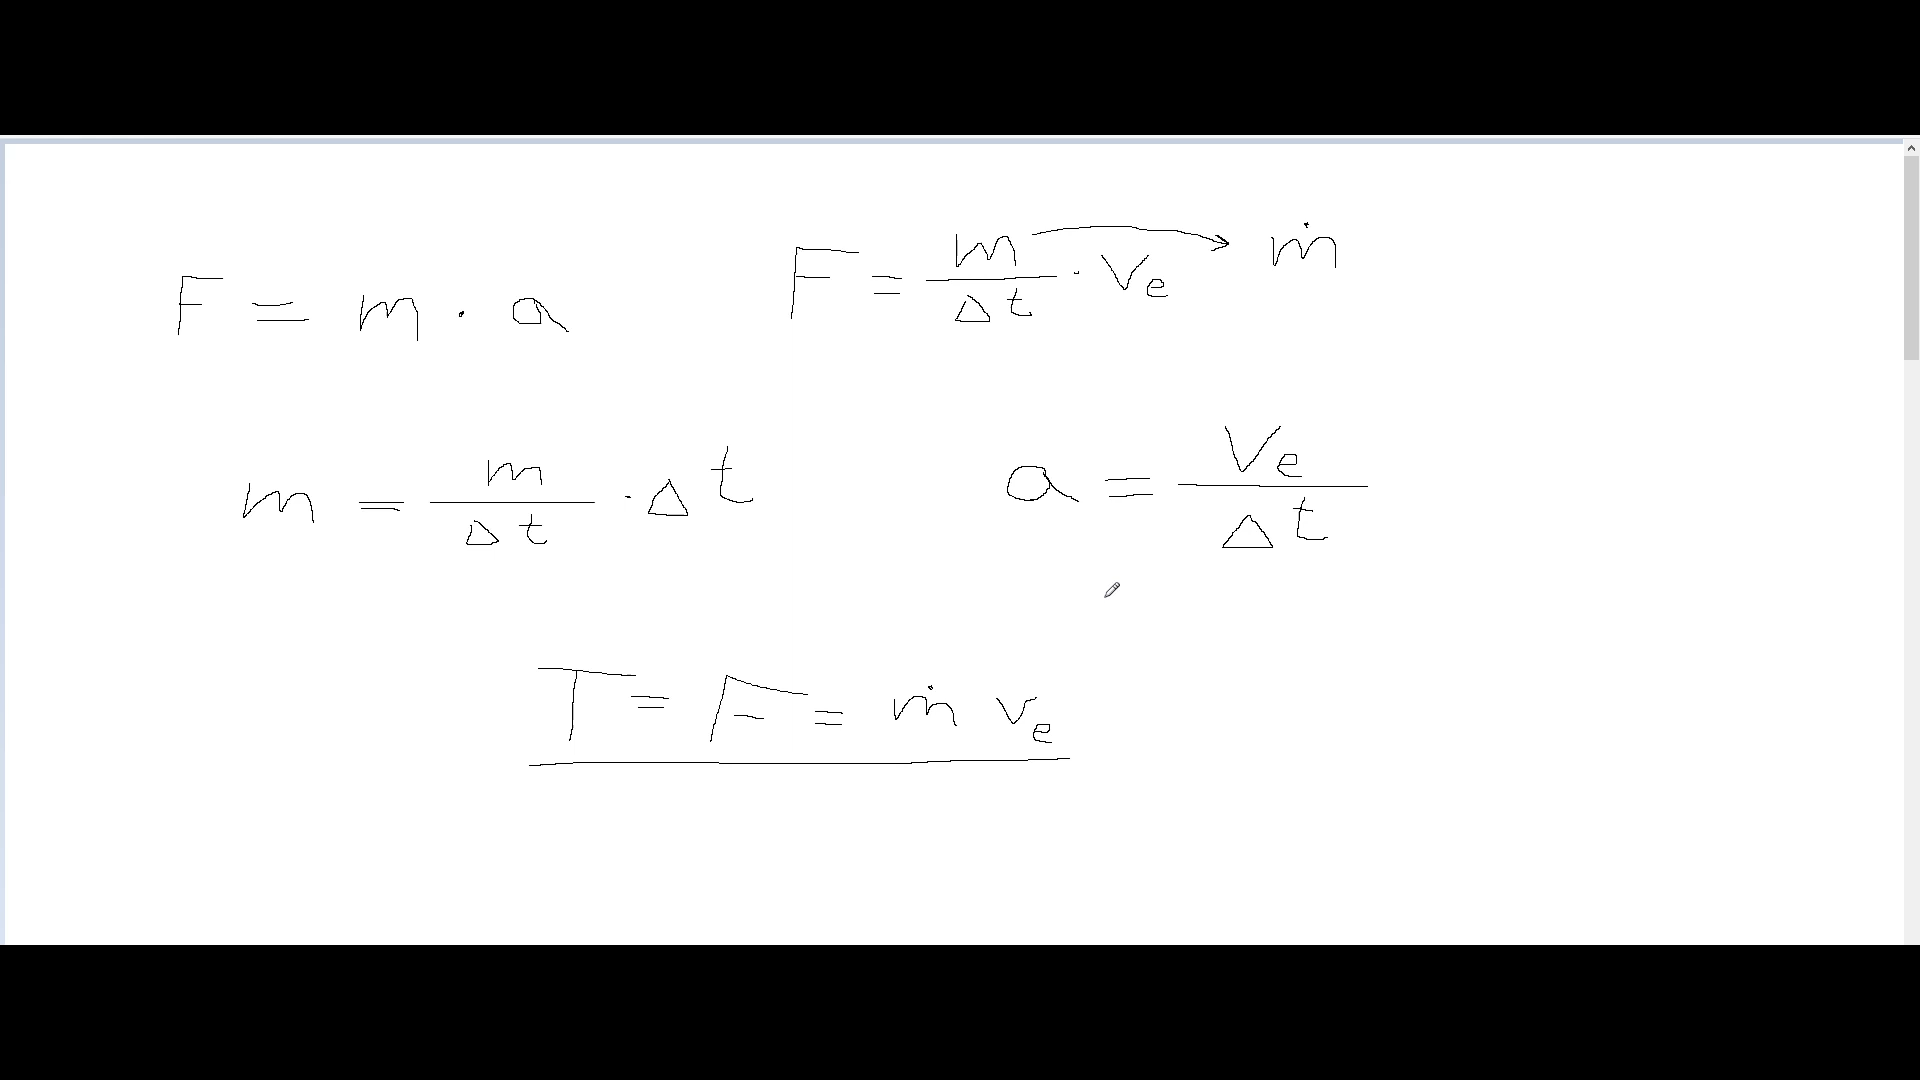 F = m · a
F = m/Δt · Ve → ṁ
m = m/Δt · Δt
a = Ve/Δt
T = F = ṁ ve